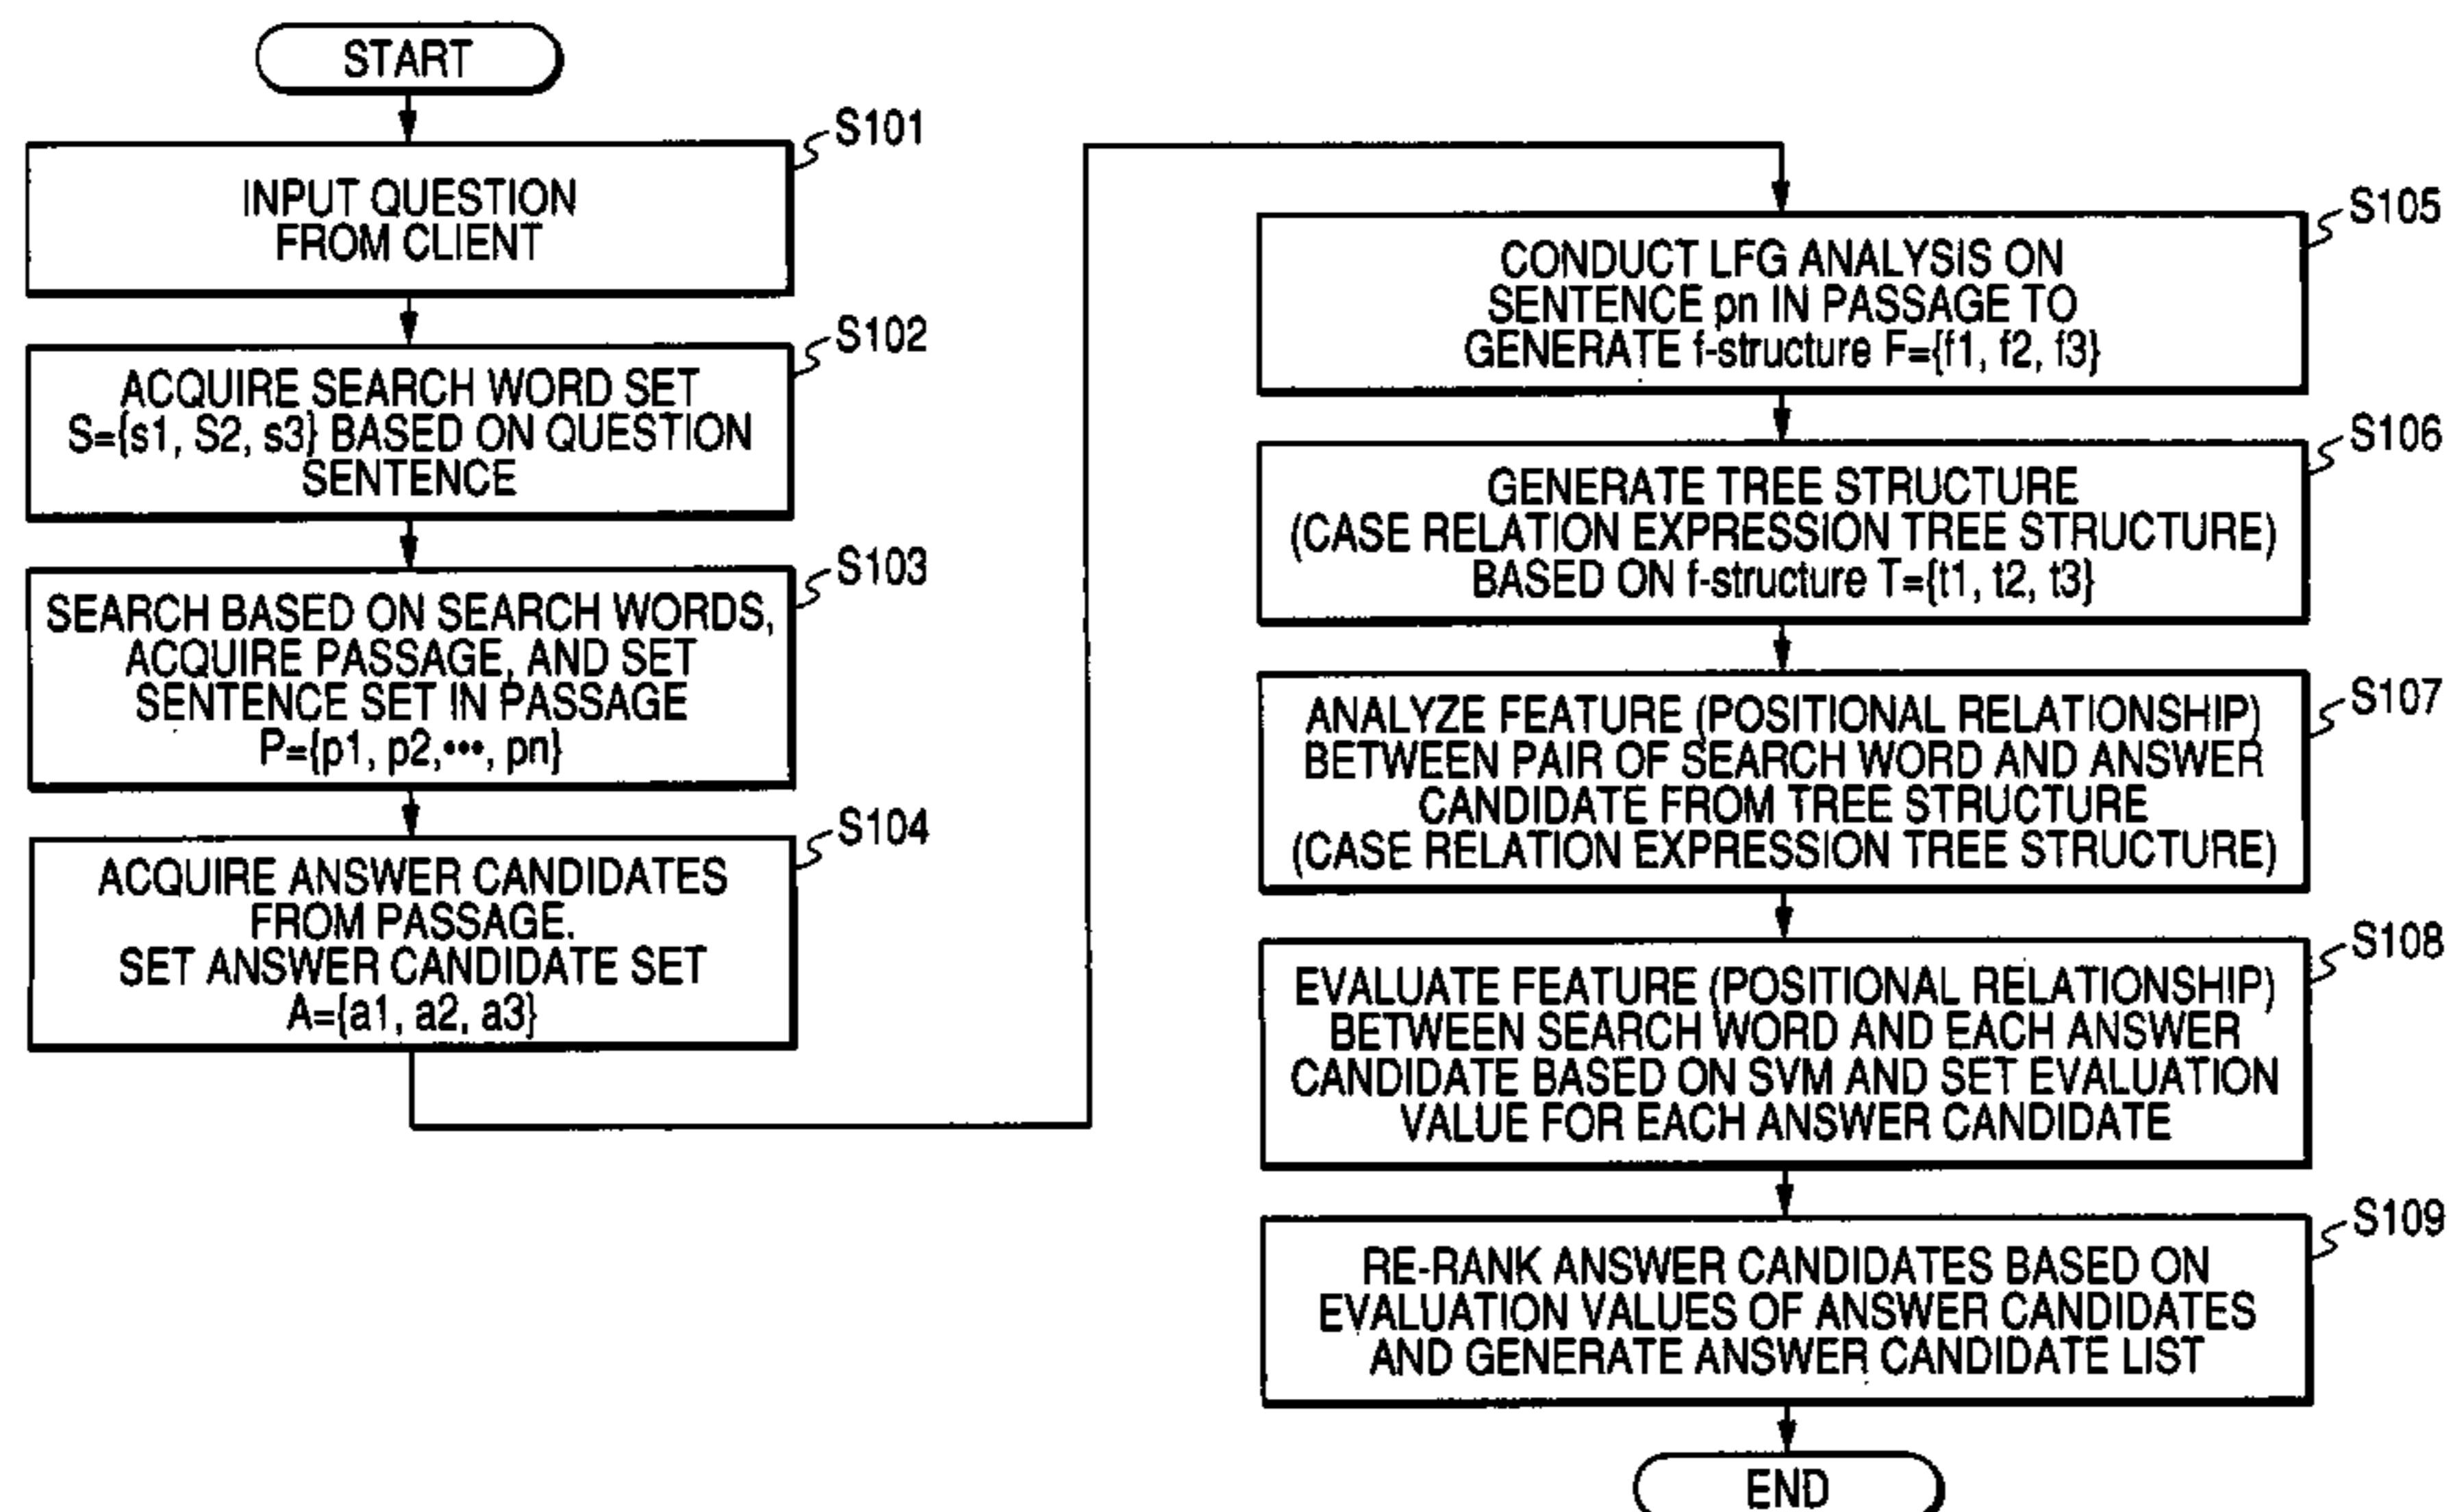 START
S101
INPUT QUESTION
FROM CLIENT
S102
ACQUIRE SEARCH WORD SET
S={s1, S2, s3} BASED ON QUESTION
SENTENCE
S103
SEARCH BASED ON SEARCH WORDS,
ACQUIRE PASSAGE, AND SET
SENTENCE SET IN PASSAGE
P={p1, p2,•••, pn}
S104
ACQUIRE ANSWER CANDIDATES
FROM PASSAGE.
SET ANSWER CANDIDATE SET
A={a1, a2, a3}
S105
CONDUCT LFG ANALYSIS ON
SENTENCE pn IN PASSAGE TO
GENERATE f-structure F={f1, f2, f3}
S106
GENERATE TREE STRUCTURE
(CASE RELATION EXPRESSION TREE STRUCTURE)
BASED ON f-structure T={t1, t2, t3}
S107
ANALYZE FEATURE (POSITIONAL RELATIONSHIP)
BETWEEN PAIR OF SEARCH WORD AND ANSWER
CANDIDATE FROM TREE STRUCTURE
(CASE RELATION EXPRESSION TREE STRUCTURE)
S108
EVALUATE FEATURE (POSITIONAL RELATIONSHIP)
BETWEEN SEARCH WORD AND EACH ANSWER
CANDIDATE BASED ON SVM AND SET EVALUATION
VALUE FOR EACH ANSWER CANDIDATE
S109
RE-RANK ANSWER CANDIDATES BASED ON
EVALUATION VALUES OF ANSWER CANDIDATES
AND GENERATE ANSWER CANDIDATE LIST
END